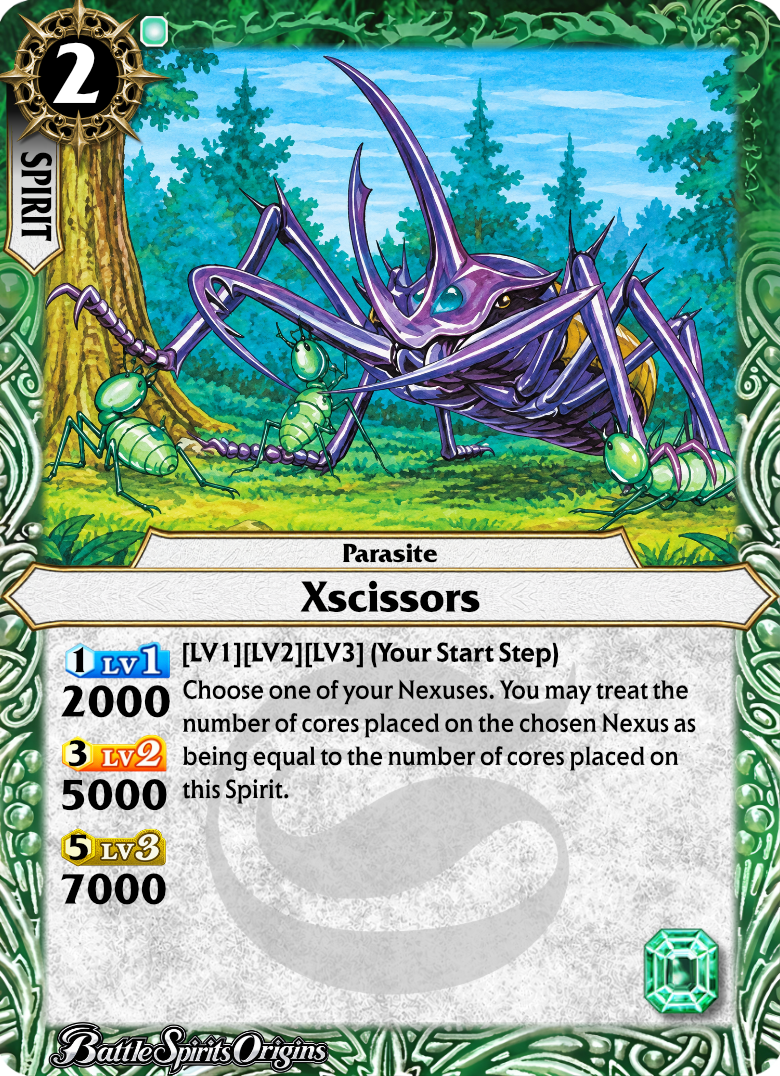 2
SPIRIT
Parasite
Xscissors
1 LV1
2000
3 LV2
5000
5 LV3
7000
[LV1][LV2][LV3] (Your Start Step)
Choose one of your Nexuses. You may treat the
number of cores placed on the chosen Nexus as
being equal to the number of cores placed on
this Spirit.
Battle Spirits Origins